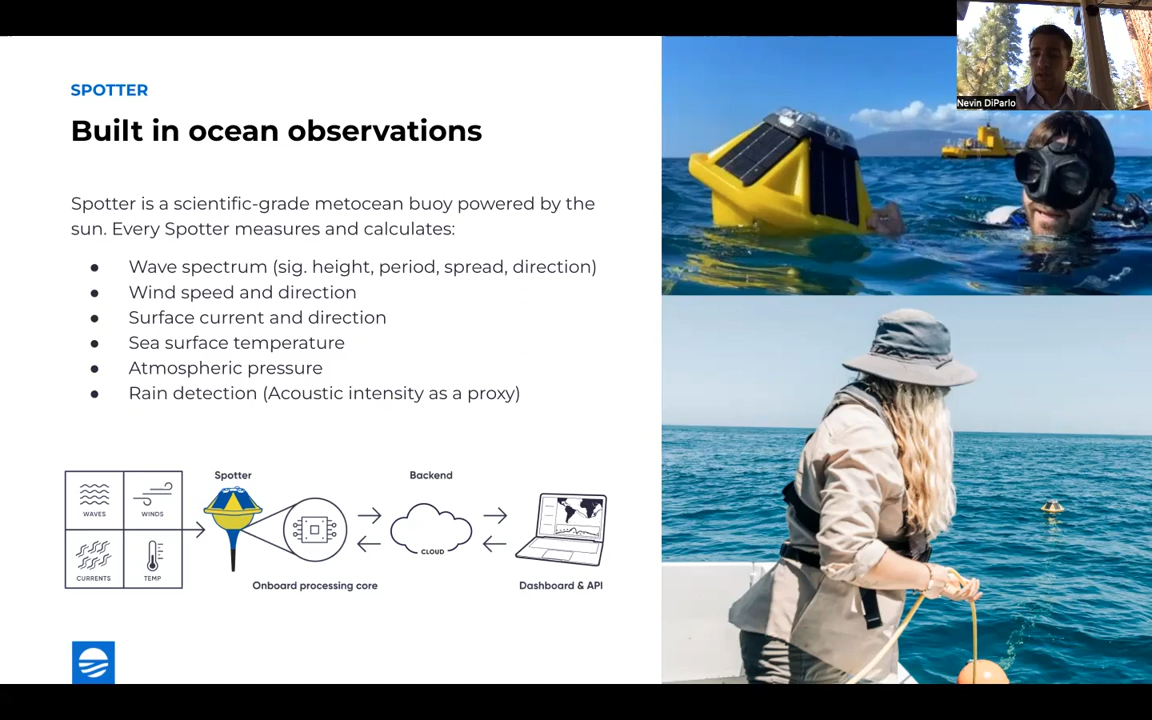 Nevin DiParlo
SPOTTER
Built in ocean observations
Spotter is a scientific-grade metocean buoy powered by the
sun. Every Spotter measures and calculates:
● Wave spectrum (sig. height, period, spread, direction)
● Wind speed and direction
● Surface current and direction
● Sea surface temperature
● Atmospheric pressure
● Rain detection (Acoustic intensity as a proxy)
Spotter
Backend
WAVES
WINDS
CURRENTS
TEMP
CLOUD
Onboard processing core
Dashboard & API